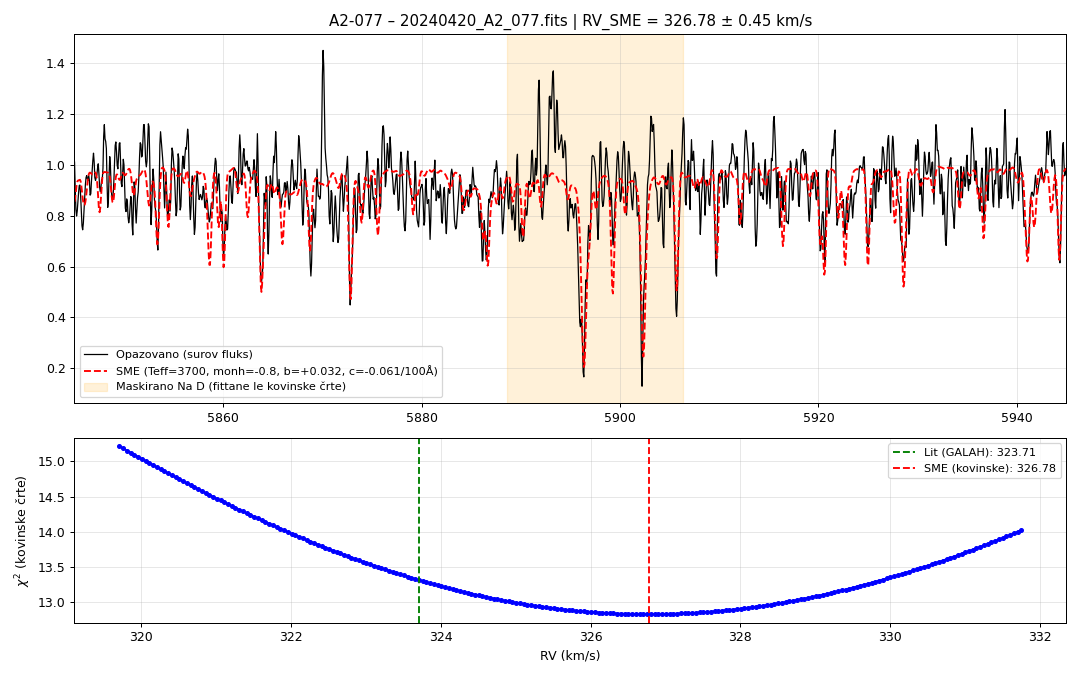 A2-077 – 20240420_A2_077.fits | RV_SME = 326.78 ± 0.45 km/s
1.4
1.2
1.0
0.8
0.6
0.4
0.2
Opazovano (surov fluks)
SME (Teff=3700, monh=-0.8, b=+0.032, c=-0.061/100Å)
Maskirano Na D (fittane le kovinske črte)
5860 5880 5900 5920 5940
15.0
14.5
14.0
13.5
13.0
χ² (kovinske črte)
Lit (GALAH): 323.71
SME (kovinske): 326.78
320 322 324 326 328 330 332
RV (km/s)